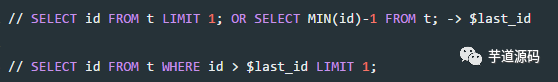 // SELECT id FROM t LIMIT 1; OR SELECT MIN(id)-1 FROM t; -> $last_id
// SELECT id FROM t WHERE id > $last_id LIMIT 1;
芋道源码